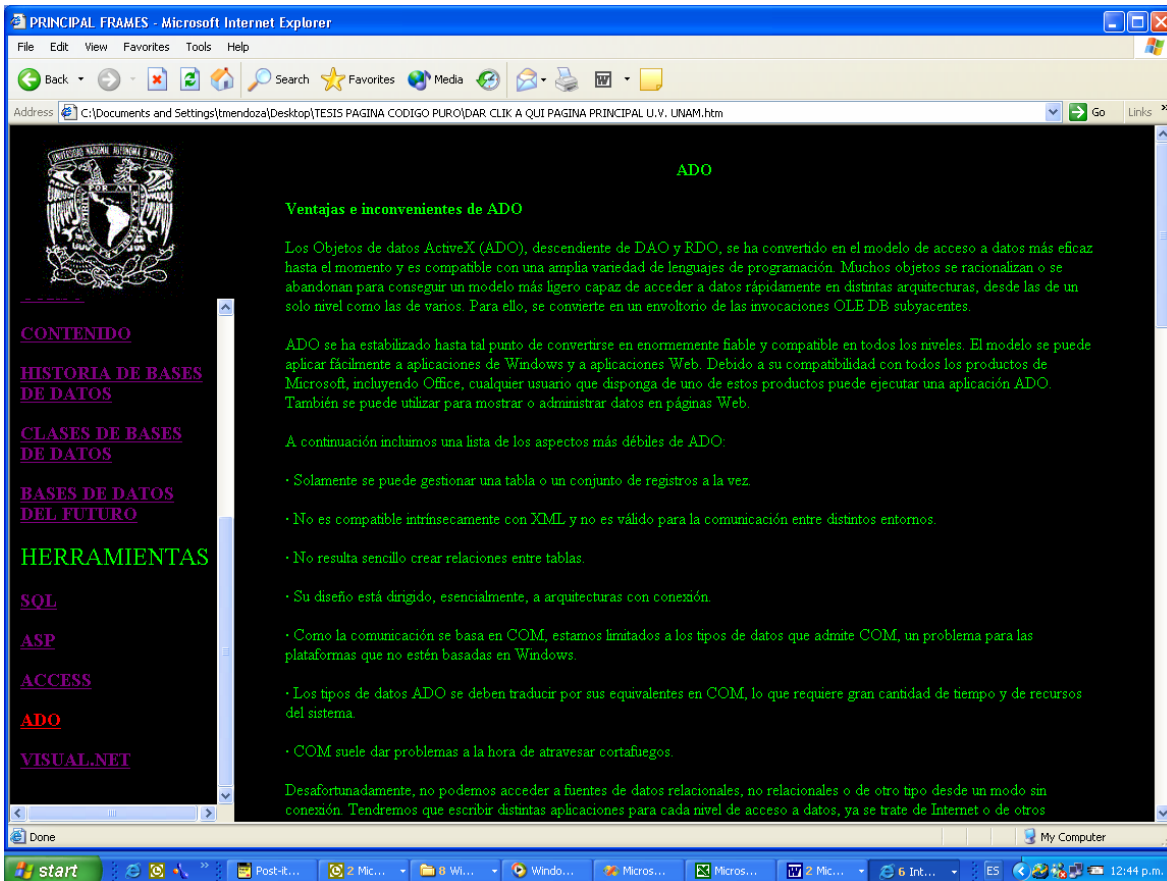 PRINCIPAL FRAMES - Microsoft Internet Explorer
File Edit View Favorites Tools Help
Back Search Favorites Media
Address C:\Documents and Settings\tmendoza\Desktop\TESIS PAGINA CODIGO PURO\DAR CLIK A QUI PAGINA PRINCIPAL U.V. UNAM.htm Go Links »
CONTENIDO
HISTORIA DE BASES
DE DATOS
CLASES DE BASES
DE DATOS
BASES DE DATOS
DEL FUTURO
HERRAMIENTAS
SQL
ASP
ACCESS
ADO
VISUAL.NET
ADO
Ventajas e inconvenientes de ADO
Los Objetos de datos ActiveX (ADO), descendiente de DAO y RDO, se ha convertido en el modelo de acceso a datos más eficaz
hasta el momento y es compatible con una amplia variedad de lenguajes de programación. Muchos objetos se racionalizan o se
abandonan para conseguir un modelo más ligero capaz de acceder a datos rápidamente en distintas arquitecturas, desde las de un
solo nivel como las de varios. Para ello, se convierte en un envoltorio de las invocaciones OLE DB subyacentes.
ADO se ha estabilizado hasta tal punto de convertirse en enormemente fiable y compatible en todos los niveles. El modelo se puede
aplicar fácilmente a aplicaciones de Windows y a aplicaciones Web. Debido a su compatibilidad con todos los productos de
Microsoft, incluyendo Office, cualquier usuario que disponga de uno de estos productos puede ejecutar una aplicación ADO.
También se puede utilizar para mostrar o administrar datos en páginas Web.
A continuación incluimos una lista de los aspectos más débiles de ADO:
· Solamente se puede gestionar una tabla o un conjunto de registros a la vez.
· No es compatible intrínsecamente con XML y no es válido para la comunicación entre distintos entornos.
· No resulta sencillo crear relaciones entre tablas.
· Su diseño está dirigido, esencialmente, a arquitecturas con conexión.
· Como la comunicación se basa en COM, estamos limitados a los tipos de datos que admite COM, un problema para las
plataformas que no estén basadas en Windows.
· Los tipos de datos ADO se deben traducir por sus equivalentes en COM, lo que requiere gran cantidad de tiempo y de recursos
del sistema.
· COM suele dar problemas a la hora de atravesar cortafuegos.
Desafortunadamente, no podemos acceder a fuentes de datos relacionales, no relacionales o de otro tipo desde un modo sin
conexión. Tendremos que escribir distintas aplicaciones para cada nivel de acceso a datos, ya se trate de Internet o de otros
Done My Computer
start » Post-it... 2 Mic... 8 Wi... Windo... Micros... Micros... 2 Mic... 6 Int... ES 12:44 p.m.